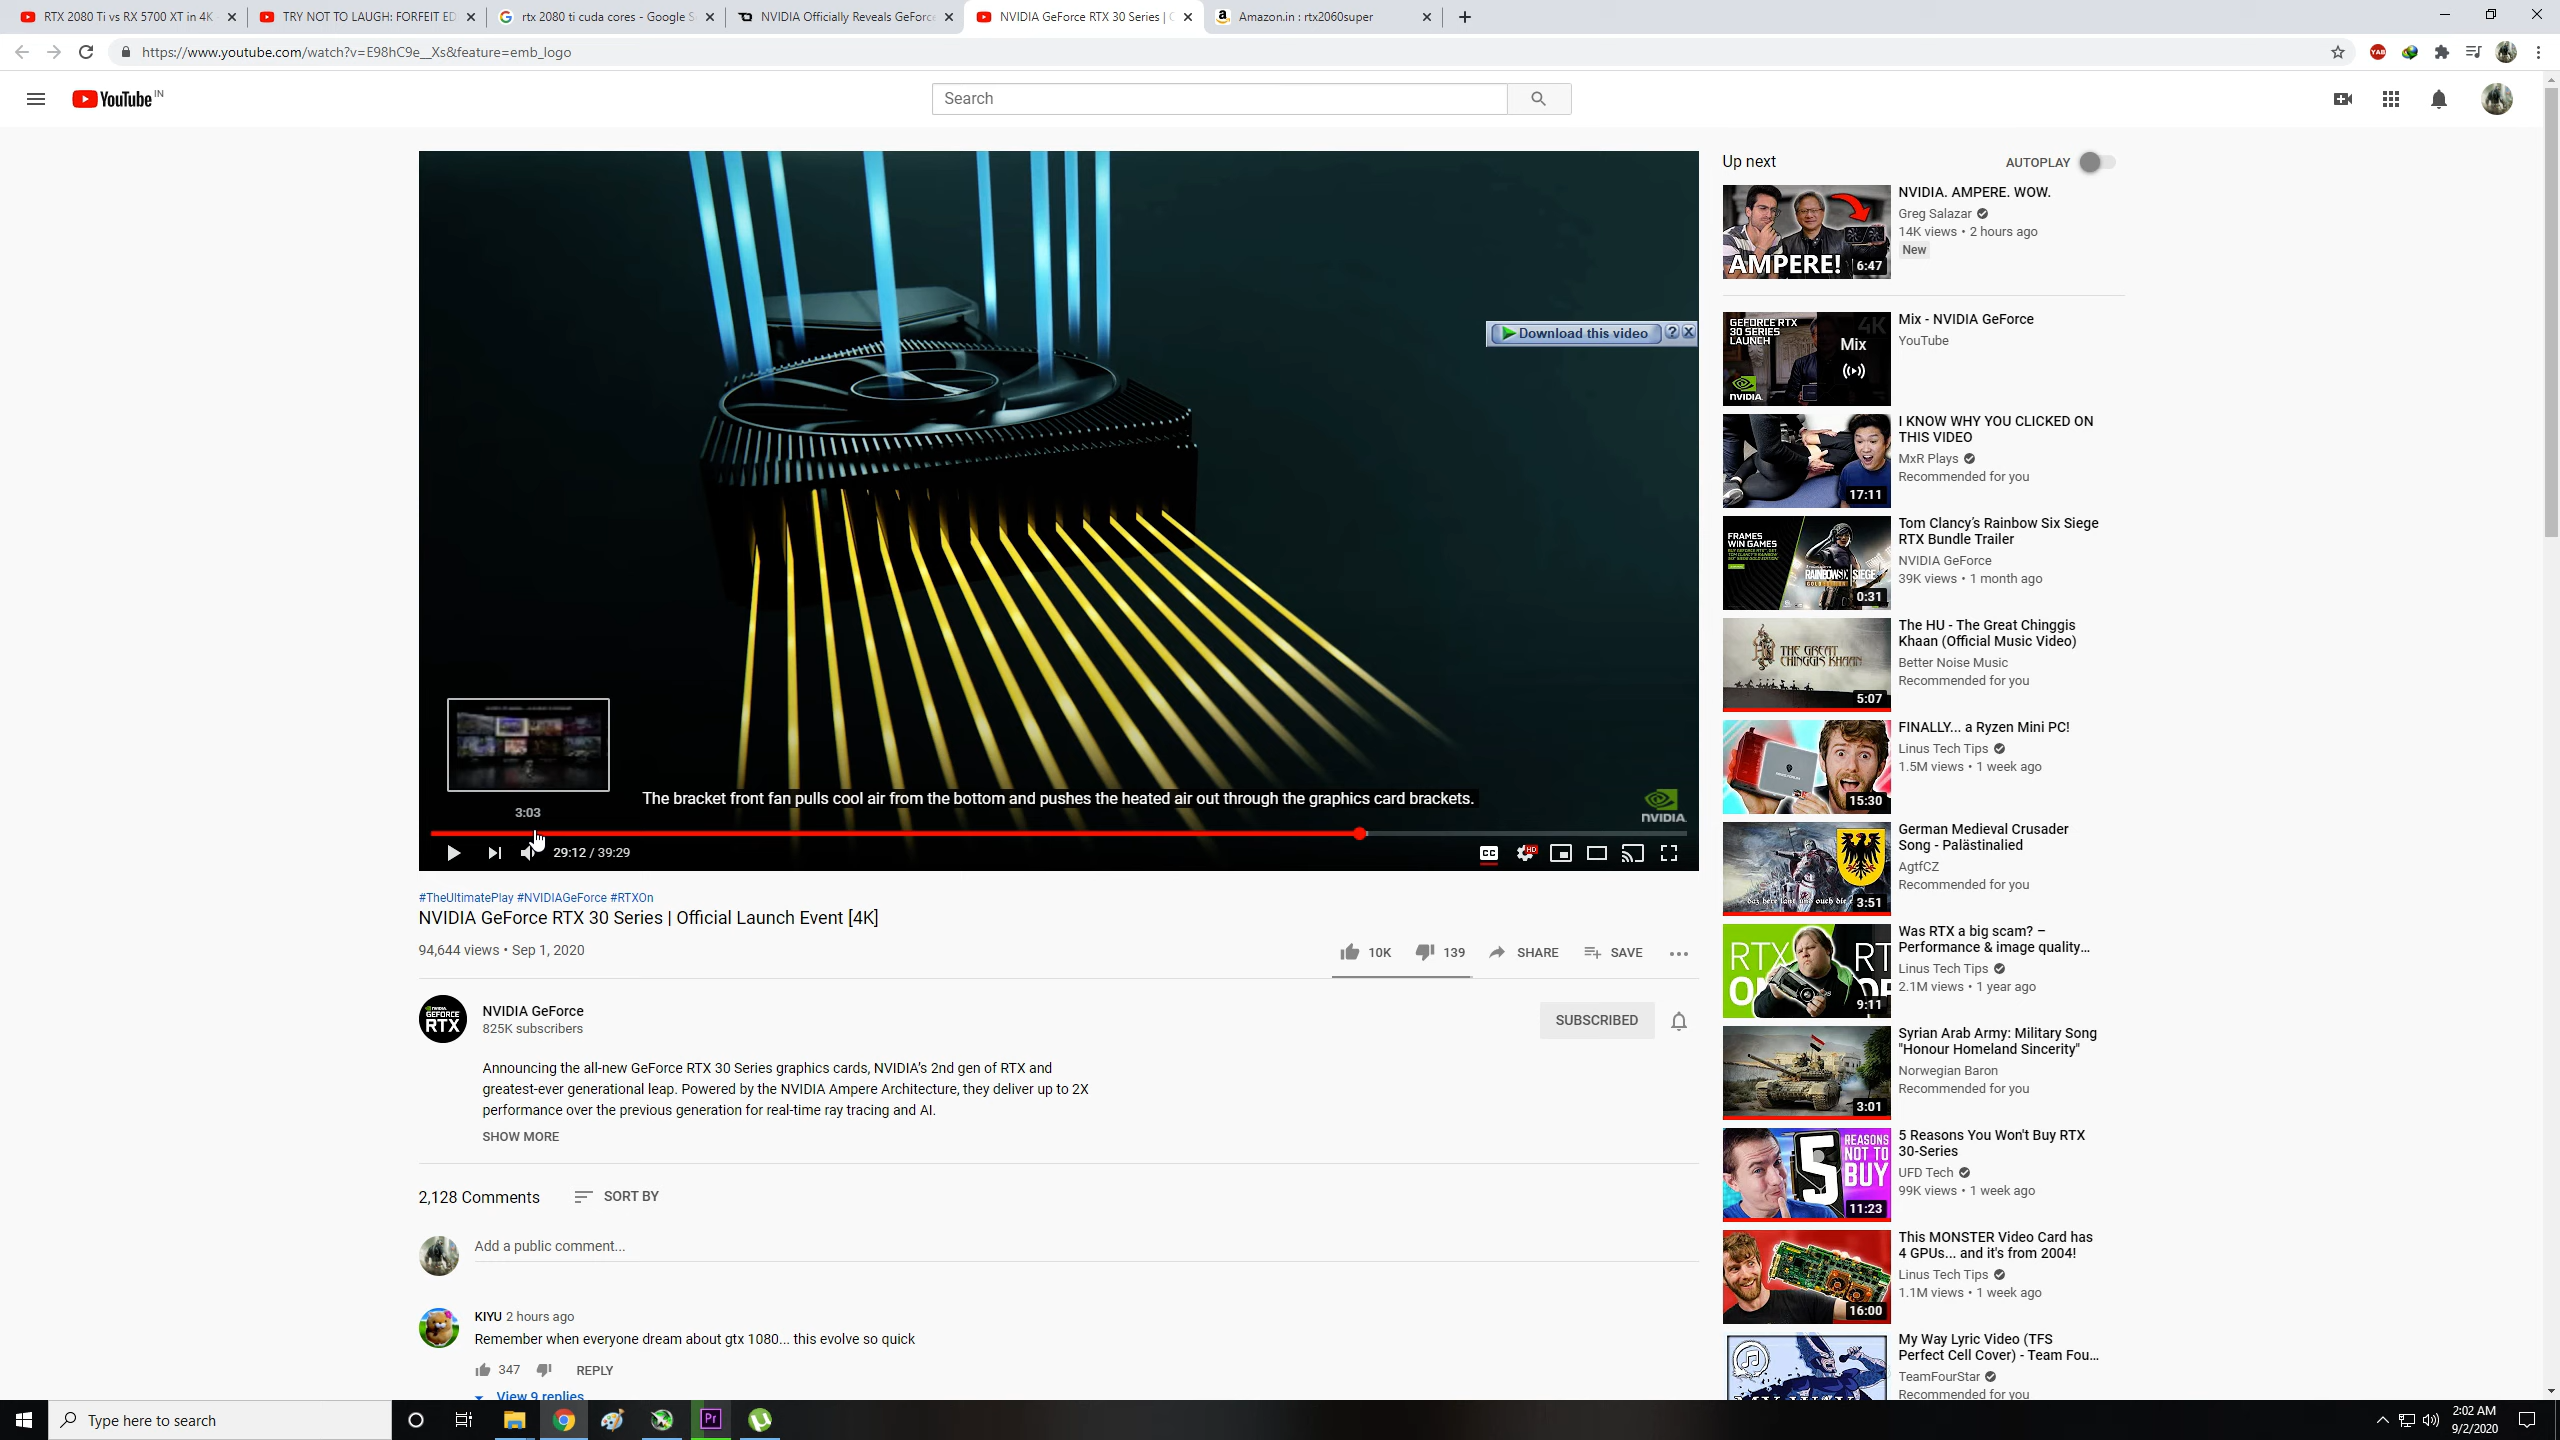 RTX 2080 Ti vs RX 5700 XT in 4K
TRY NOT TO LAUGH: FORFEIT ED
rtx 2080 ti cuda cores - Google S
NVIDIA Officially Reveals GeForce
NVIDIA GeForce RTX 30 Series |
Amazon.in : rtx2060super
https://www.youtube.com/watch?v=E98hC9e__Xs&feature=emb_logo
YouTube IN
Search
Download this video
3:03
The bracket front fan pulls cool air from the bottom and pushes the heated air out through the graphics card brackets.
NVIDIA
29:12 / 39:29
CC
HD
#TheUltimatePlay #NVIDIAGeForce #RTXOn
NVIDIA GeForce RTX 30 Series | Official Launch Event [4K]
94,644 views • Sep 1, 2020
10K
139
SHARE
SAVE
GEFORCE
RTX
NVIDIA GeForce
825K subscribers
SUBSCRIBED
Announcing the all-new GeForce RTX 30 Series graphics cards, NVIDIA's 2nd gen of RTX and
greatest-ever generational leap. Powered by the NVIDIA Ampere Architecture, they deliver up to 2X
performance over the previous generation for real-time ray tracing and AI.
SHOW MORE
2,128 Comments
SORT BY
Add a public comment...
KIYU 2 hours ago
Remember when everyone dream about gtx 1080... this evolve so quick
347
REPLY
View 9 replies
Up next
AUTOPLAY
AMPERE!
6:47
NVIDIA. AMPERE. WOW.
Greg Salazar
14K views • 2 hours ago
New
GEFORCE RTX
30 SERIES
LAUNCH
4K
Mix
NVIDIA
Mix - NVIDIA GeForce
YouTube
17:11
I KNOW WHY YOU CLICKED ON
THIS VIDEO
MxR Plays
Recommended for you
FRAMES
WIN GAMES
RAINBOW SIX SIEGE
0:31
Tom Clancy's Rainbow Six Siege
RTX Bundle Trailer
NVIDIA GeForce
39K views • 1 month ago
THE GREAT
CHINGGIS KHAAN
5:07
The HU - The Great Chinggis
Khaan (Official Music Video)
Better Noise Music
Recommended for you
15:30
FINALLY... a Ryzen Mini PC!
Linus Tech Tips
1.5M views • 1 week ago
3:51
German Medieval Crusader
Song - Palästinalied
AgtfCZ
Recommended for you
RTX
9:11
Was RTX a big scam? –
Performance & image quality...
Linus Tech Tips
2.1M views • 1 year ago
3:01
Syrian Arab Army: Military Song
"Honour Homeland Sincerity"
Norwegian Baron
Recommended for you
5 REASONS
NOT TO
BUY
11:23
5 Reasons You Won't Buy RTX
30-Series
UFD Tech
99K views • 1 week ago
16:00
This MONSTER Video Card has
4 GPUs... and it's from 2004!
Linus Tech Tips
1.1M views • 1 week ago
My Way Lyric Video (TFS
Perfect Cell Cover) - Team Fou...
TeamFourStar
Recommended for you
Type here to search
Pr
2:02 AM
9/2/2020